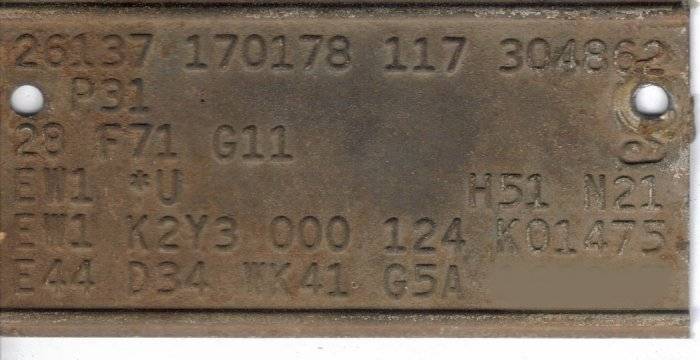 26137 170178 117 304862
P31
28 F71 G11
EW1 *U H51 N21
EW1 K2Y3 000 124 K01475
E44 D34 WK41 G5A